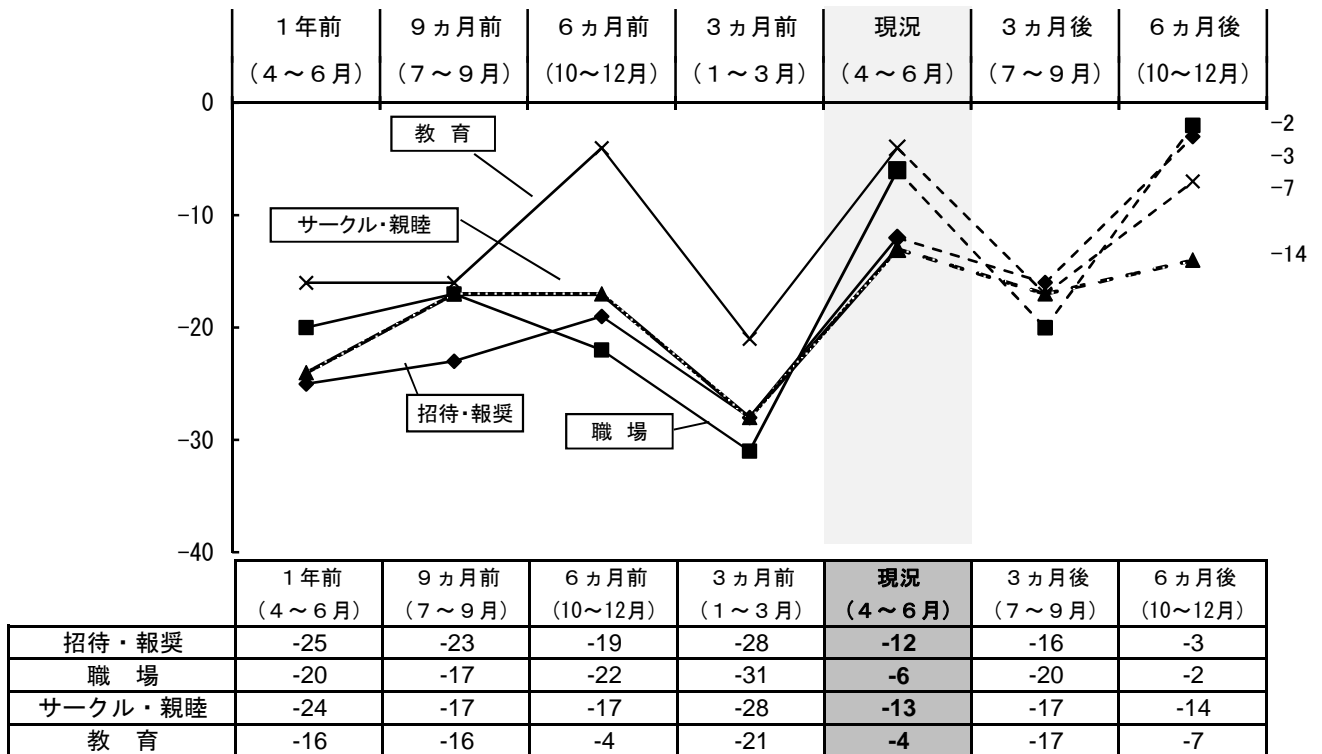 １年前 ９ヵ月前 ６ヵ月前 ３ヵ月前 現況 ３ヵ月後 ６ヵ月後
（４～６月） （７～９月） （10～12月） （１～３月） （４～６月） （７～９月） （10～12月）
0
教 育
-2
-3
-7
-10
サークル・親睦
-14
-20
招待・報奨
職 場
-30
-40
１年前 ９ヵ月前 ６ヵ月前 ３ヵ月前 現況 ３ヵ月後 ６ヵ月後
（４～６月） （７～９月） （10～12月） （１～３月） （４～６月） （７～９月） （10～12月）
招待・報奨 -25 -23 -19 -28 -12 -16 -3
職 場 -20 -17 -22 -31 -6 -20 -2
サークル・親睦 -24 -17 -17 -28 -13 -17 -14
教 育 -16 -16 -4 -21 -4 -17 -7